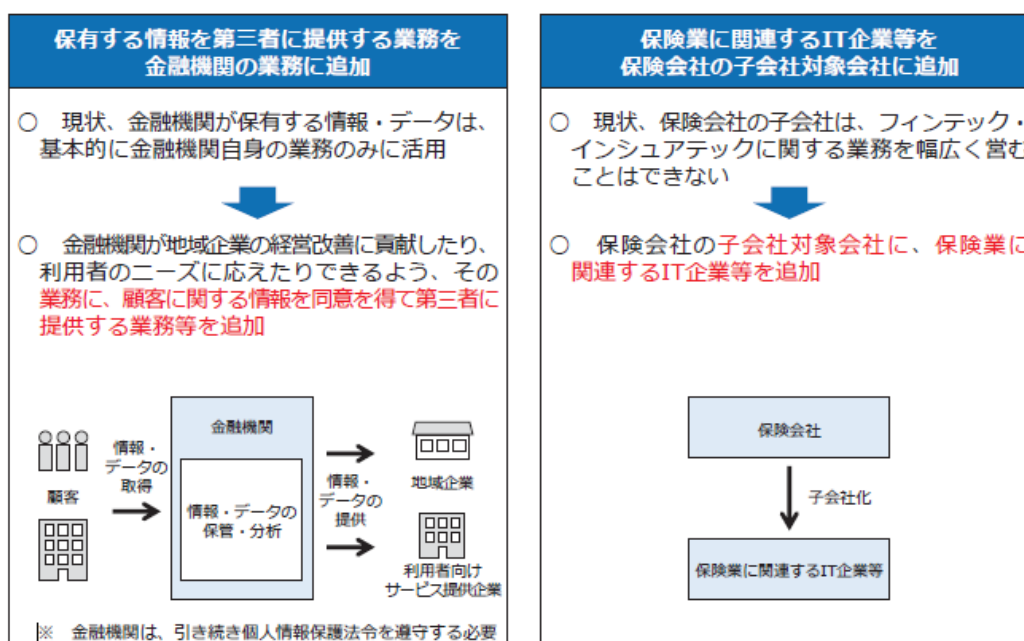 保有する情報を第三者に提供する業務を
金融機関の業務に追加
○ 現状、金融機関が保有する情報・データは、
基本的に金融機関自身の業務のみに活用
○ 金融機関が地域企業の経営改善に貢献したり、
利用者のニーズに応えたりできるよう、その
業務に、顧客に関する情報を同意を得て第三者に
提供する業務等を追加
顧客
情報・
データの
取得
金融機関
情報・データの
保管・分析
情報・
データの
提供
地域企業
利用者向け
サービス提供企業
※ 金融機関は、引き続き個人情報保護法令を遵守する必要
保険業に関連するIT企業等を
保険会社の子会社対象会社に追加
○ 現状、保険会社の子会社は、フィンテック・
インシュアテックに関する業務を幅広く営む
ことはできない
○ 保険会社の子会社対象会社に、保険業に
関連するIT企業等を追加
保険会社
子会社化
保険業に関連するIT企業等